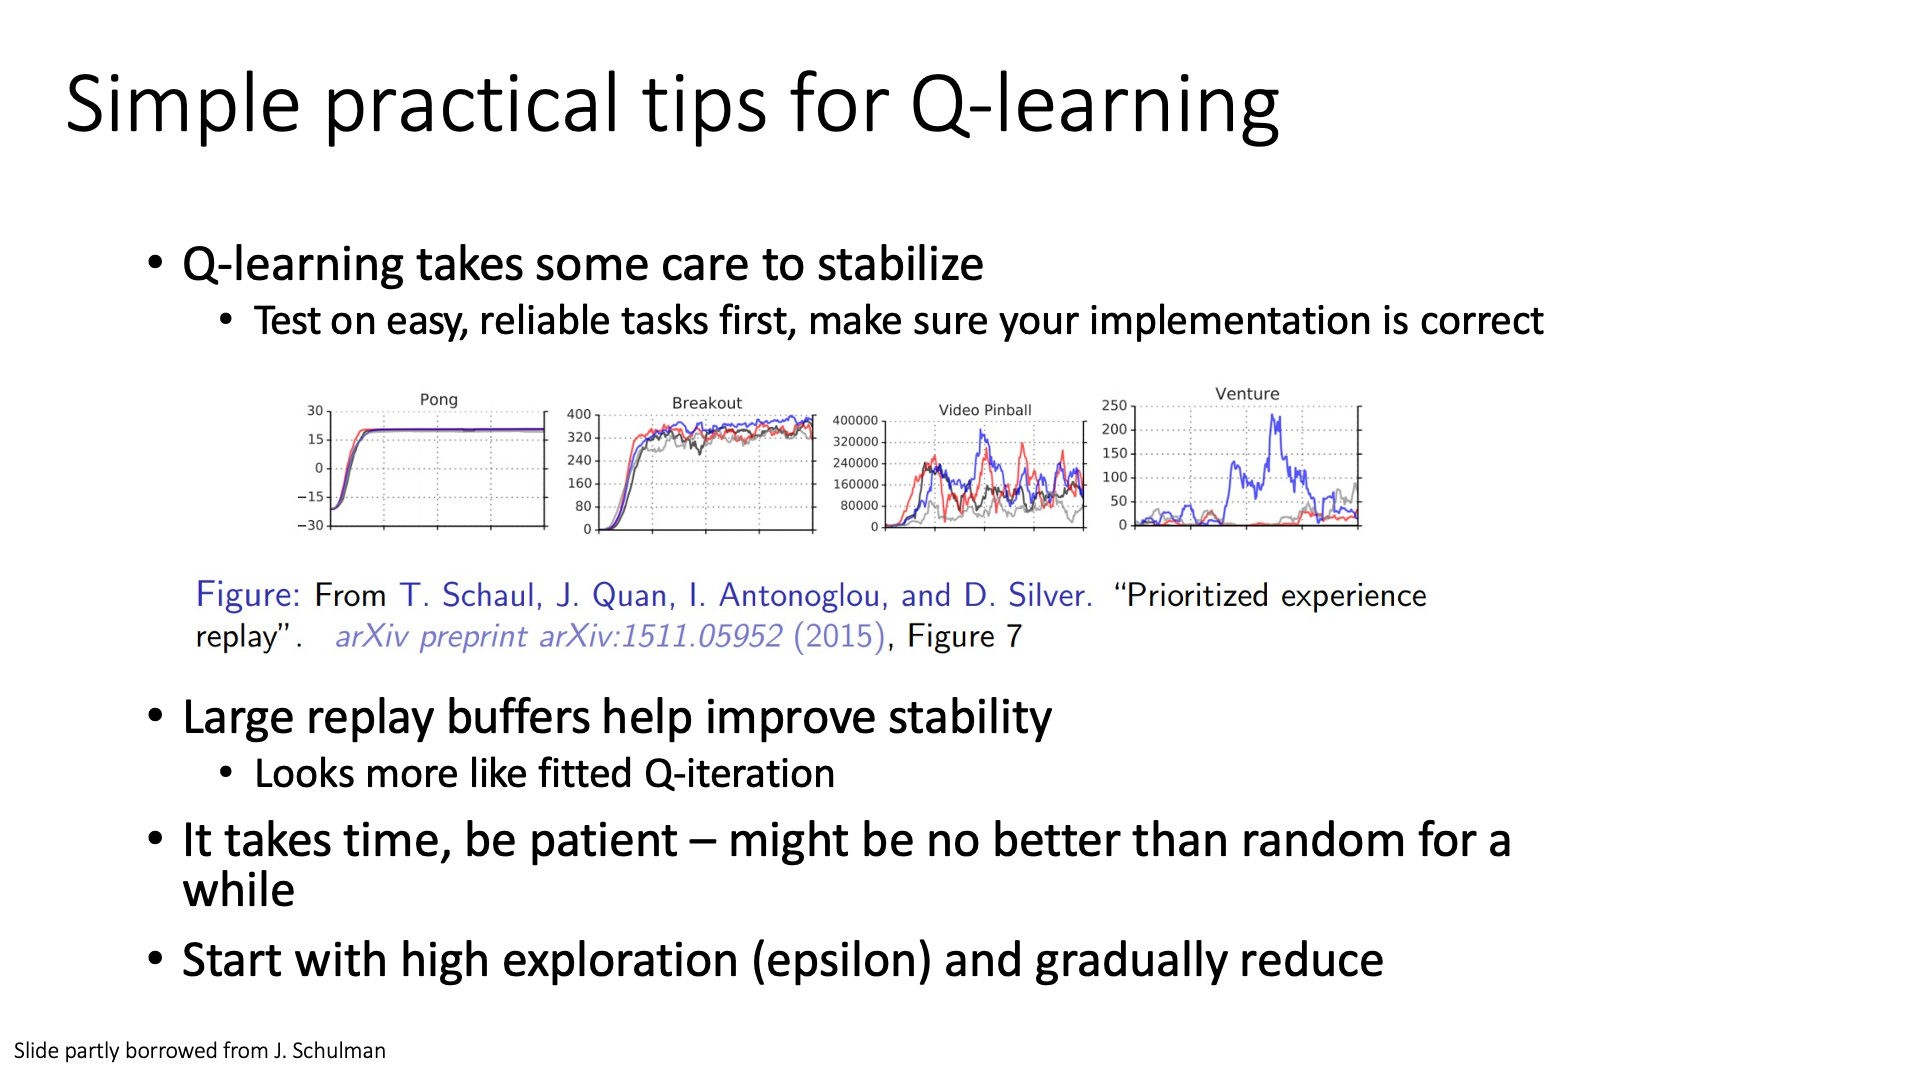 Simple practical tips for Q-learning
• Q-learning takes some care to stabilize
• Test on easy, reliable tasks first, make sure your implementation is correct
Pong
30
15
0
−15
−30
Breakout
400
320
240
160
80
0
Video Pinball
400000
320000
240000
160000
80000
0
Venture
250
200
150
100
50
0
Figure: From T. Schaul, J. Quan, I. Antonoglou, and D. Silver. “Prioritized experience
replay”. arXiv preprint arXiv:1511.05952 (2015), Figure 7
• Large replay buffers help improve stability
• Looks more like fitted Q-iteration
• It takes time, be patient – might be no better than random for a
while
• Start with high exploration (epsilon) and gradually reduce
Slide partly borrowed from J. Schulman